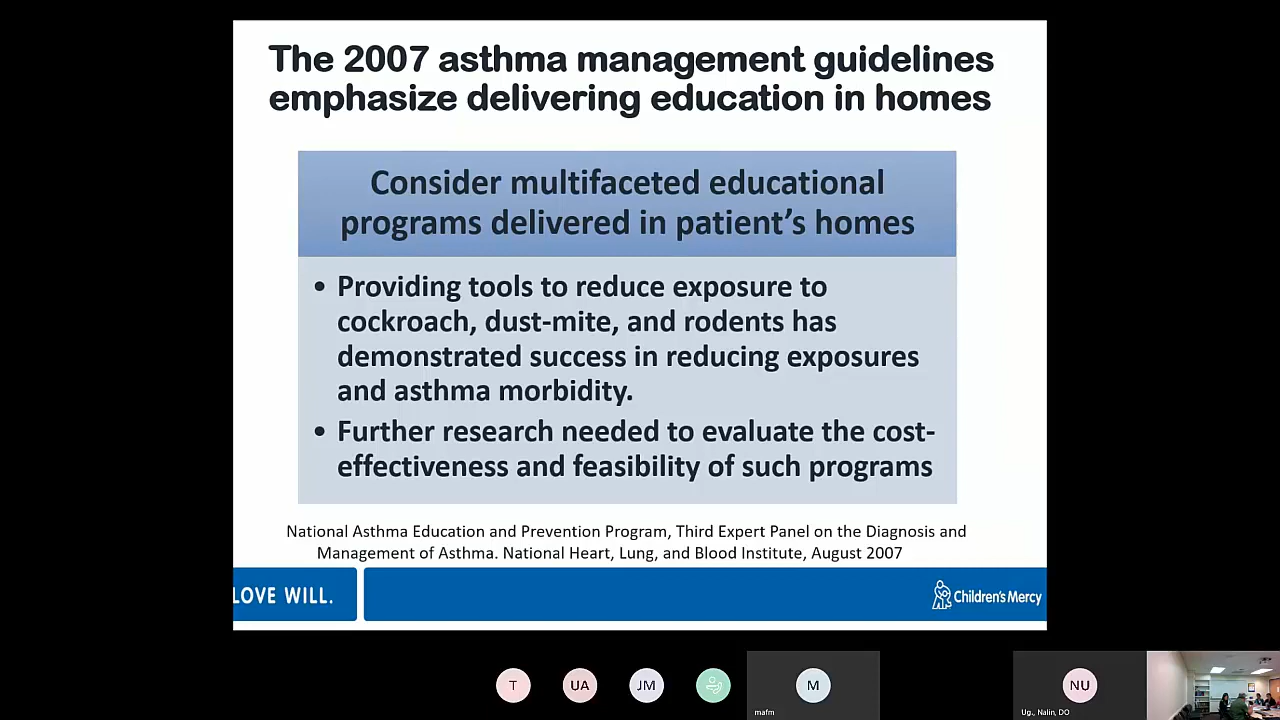 The 2007 asthma management guidelines
emphasize delivering education in homes
Consider multifaceted educational
programs delivered in patient's homes
• Providing tools to reduce exposure to
cockroach, dust-mite, and rodents has
demonstrated success in reducing exposures
and asthma morbidity.
• Further research needed to evaluate the cost-
effectiveness and feasibility of such programs
National Asthma Education and Prevention Program, Third Expert Panel on the Diagnosis and
Management of Asthma. National Heart, Lung, and Blood Institute, August 2007
LOVE WILL.
Children's Mercy
T
UA
JM
M
NU
mafm
Ug., Nalin, DO